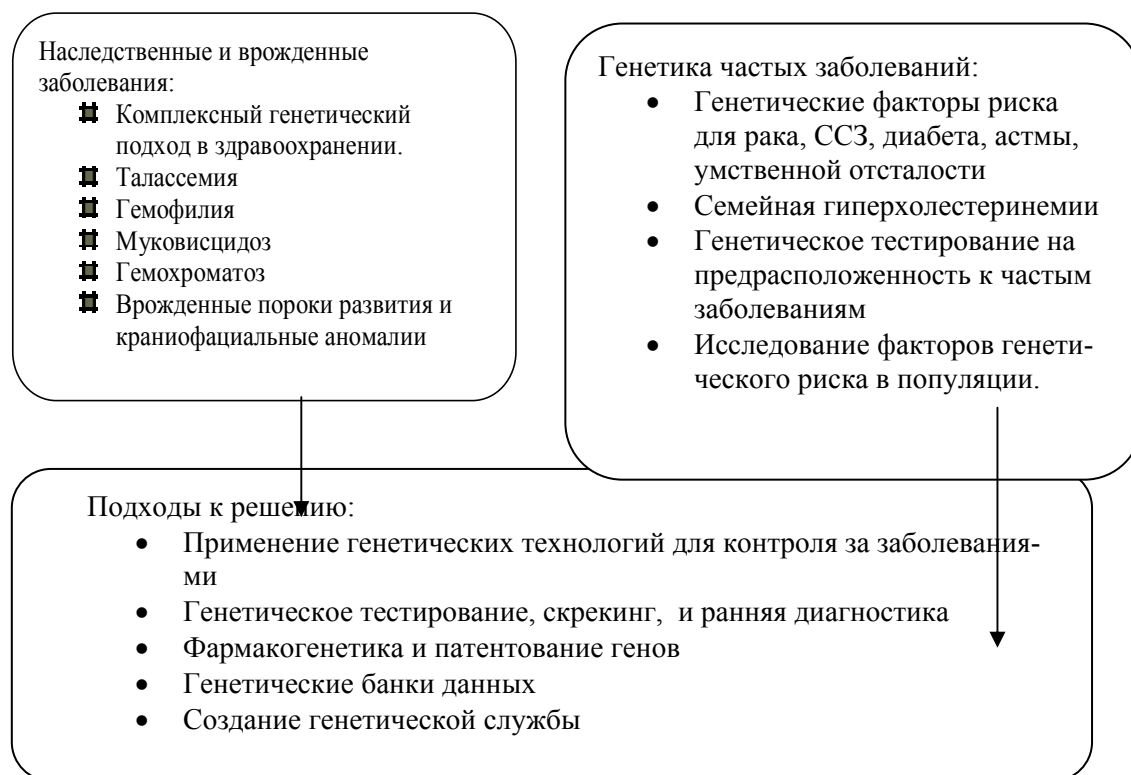 Наследственные и врожденные
заболевания:
Комплексный генетический
подход в здравоохранении.
Талассемия
Гемофилия
Муковисцидоз
Гемохроматоз
Врожденные пороки развития и
краниофациальные аномалии
Генетика частых заболеваний:
• Генетические факторы риска
для рака, ССЗ, диабета, астмы,
умственной отсталости
• Семейная гиперхолестеринемии
• Генетическое тестирование на
предрасположенность к частым
заболеваниям
• Исследование факторов генети-
ческого риска в популяции.
Подходы к решению:
• Применение генетических технологий для контроля за заболевания-
ми
• Генетическое тестирование, скрекинг, и ранняя диагностика
• Фармакогенетика и патентование генов
• Генетические банки данных
• Создание генетической службы